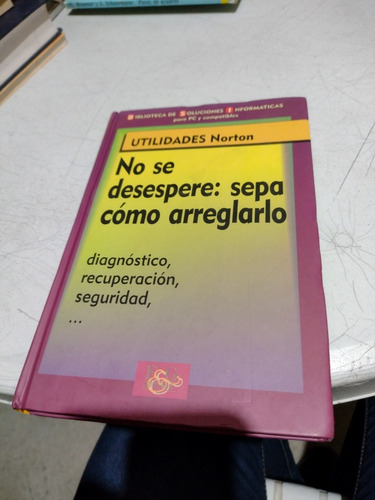 BIBLIOTECA DE SOLUCIONES INFORMATICAS
para PC y compatibles
UTILIDADES Norton
No se
desespere: sepa
cómo arreglarlo
diagnóstico,
recuperación,
seguridad,
...